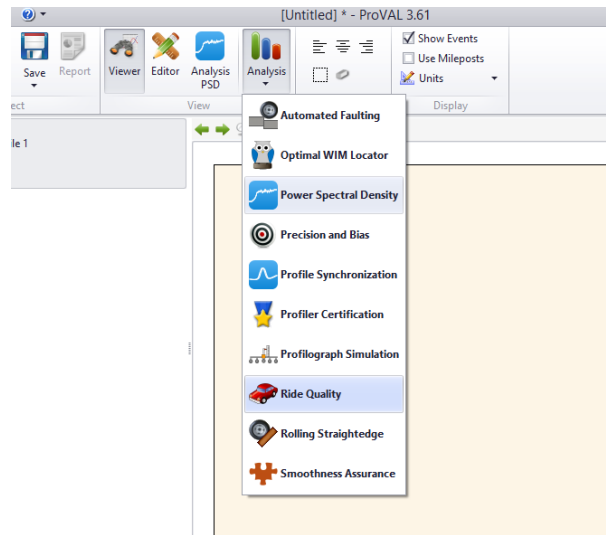 [Untitled] * - ProVAL 3.61
Save
Report
Viewer
Editor
Analysis
PSD
Analysis
Show Events
Use Mileposts
Units
ect
View
Display
le 1
Automated Faulting
Optimal WIM Locator
Power Spectral Density
Precision and Bias
Profile Synchronization
Profiler Certification
Profilograph Simulation
Ride Quality
Rolling Straightedge
Smoothness Assurance